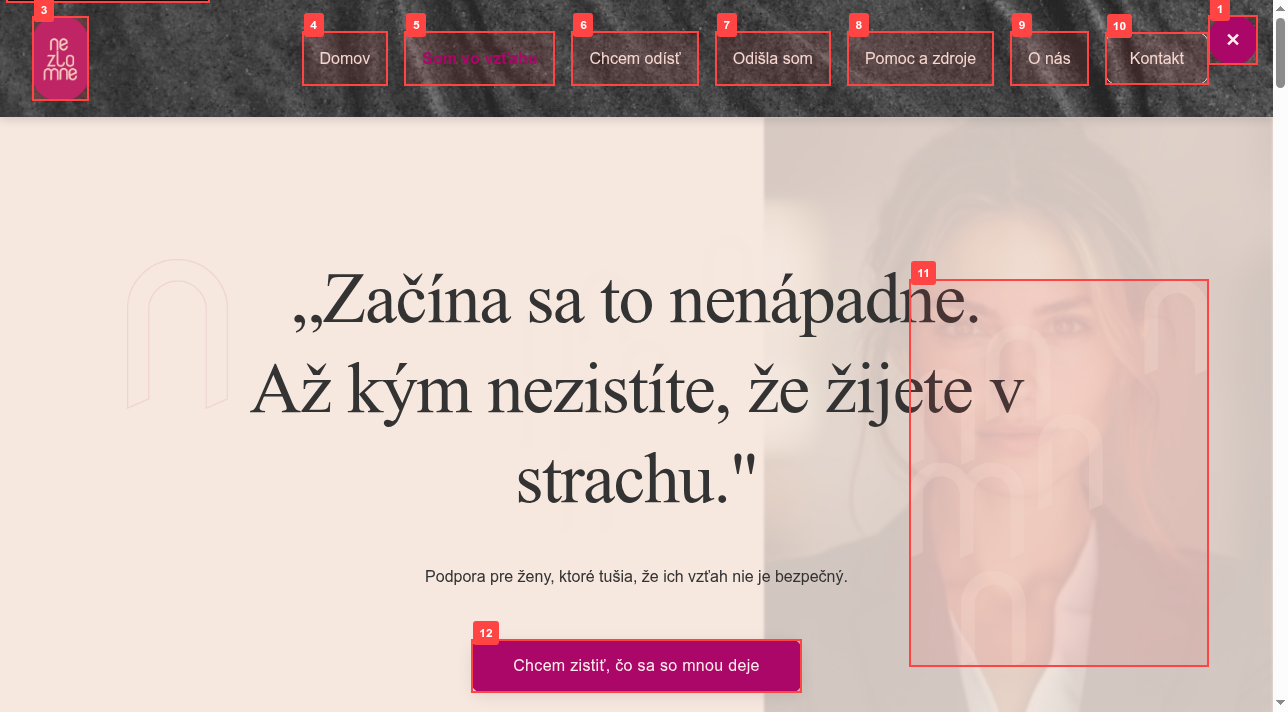 3
4
5
6
7
8
9
10
1
ne
zlo
mne
Domov
Som vo vzťahu
Chcem odísť
Odišla som
Pomoc a zdroje
O nás
Kontakt
×
11
„Začína sa to nenápadne.
Až kým nezistíte, že žijete v
strachu."
Podpora pre ženy, ktoré tušia, že ich vzťah nie je bezpečný.
12
Chcem zistiť, čo sa so mnou deje